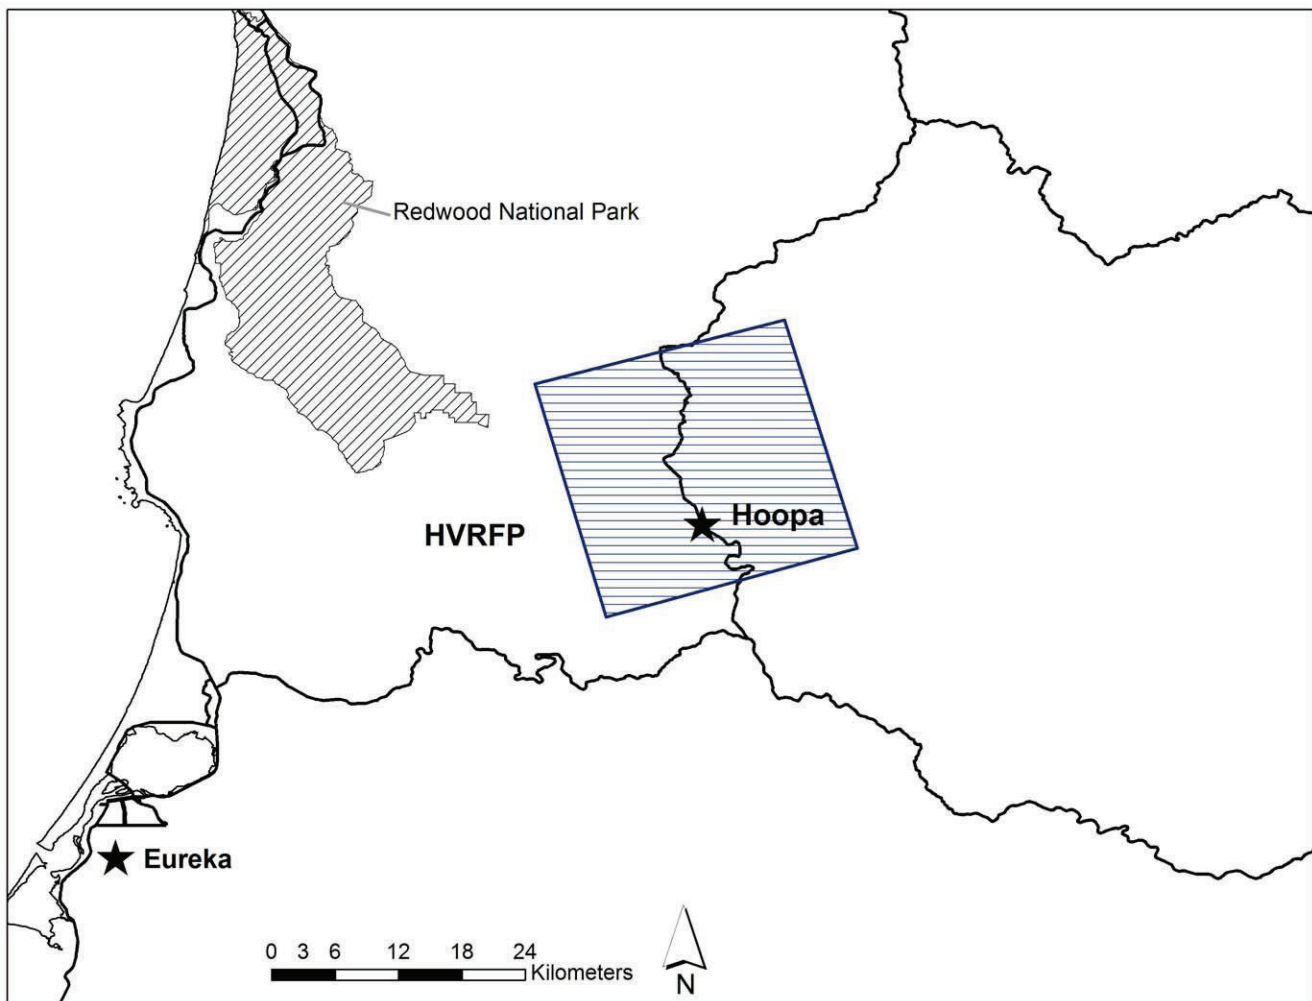 Redwood National Park
Hoopa
HVRFP
Eureka
0 3 6 12 18 24
Kilometers
N